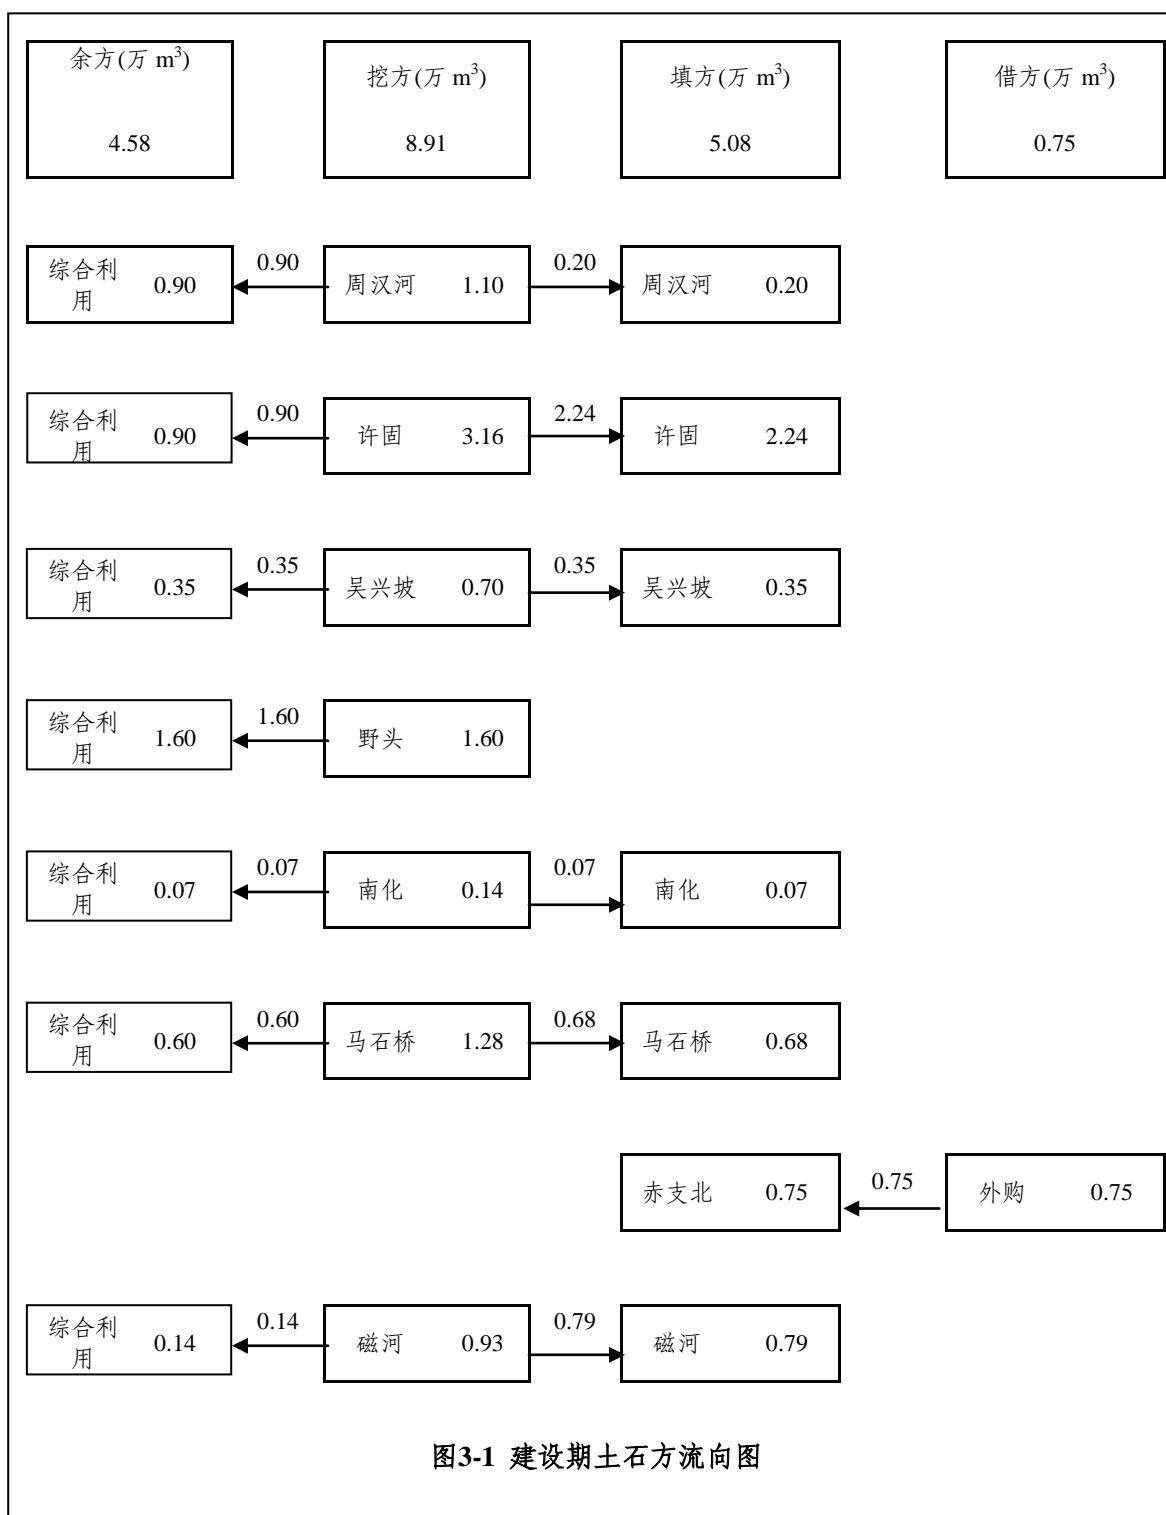 余方(万 m³)
挖方(万 m³)
填方(万 m³)
借方(万 m³)
4.58
8.91
5.08
0.75
综合利
用
0.90
0.90
周汉河
1.10
0.20
周汉河
0.20
综合利
用
0.90
0.90
许固
3.16
2.24
许固
2.24
综合利
用
0.35
0.35
吴兴坡
0.70
0.35
吴兴坡
0.35
综合利
用
1.60
1.60
野头
1.60
综合利
用
0.07
0.07
南化
0.14
0.07
南化
0.07
综合利
用
0.60
0.60
马石桥
1.28
0.68
马石桥
0.68
赤支北
0.75
0.75
外购
0.75
综合利
用
0.14
0.14
磁河
0.93
0.79
磁河
0.79
图3-1 建设期土石方流向图